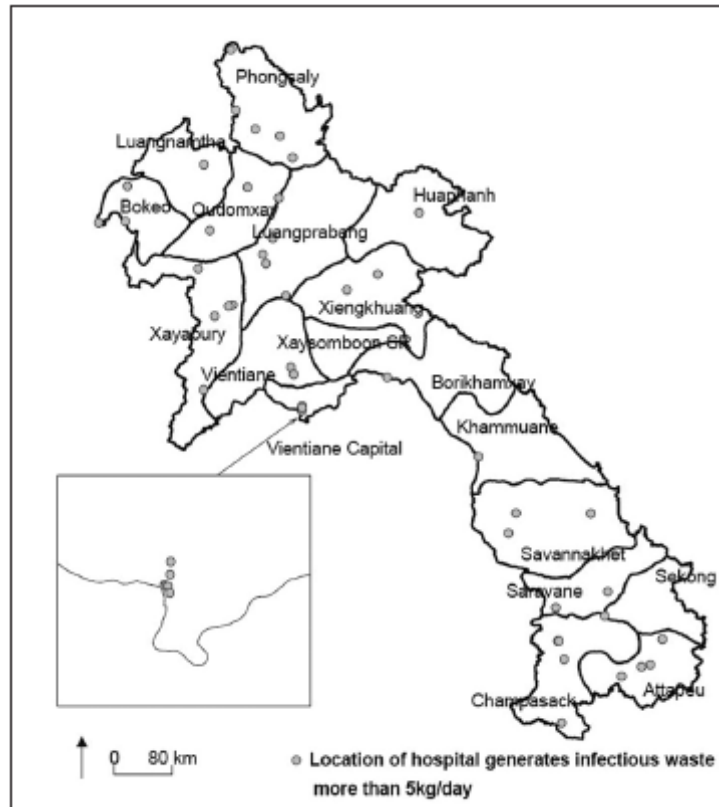 Phongsaly
Luangnamtha
Huaphanh
Bokeo
Oudomxay
Luangprabang
Xiengkhuang
Xayabury
Xaysomboon SR
Vientiane
Borikhamxay
Khammuane
Vientiane Capital
Savannakhet
Sekong
Saravane
Champasack
Attapeu
0 80 km
Location of hospital generates infectious waste
more than 5kg/day